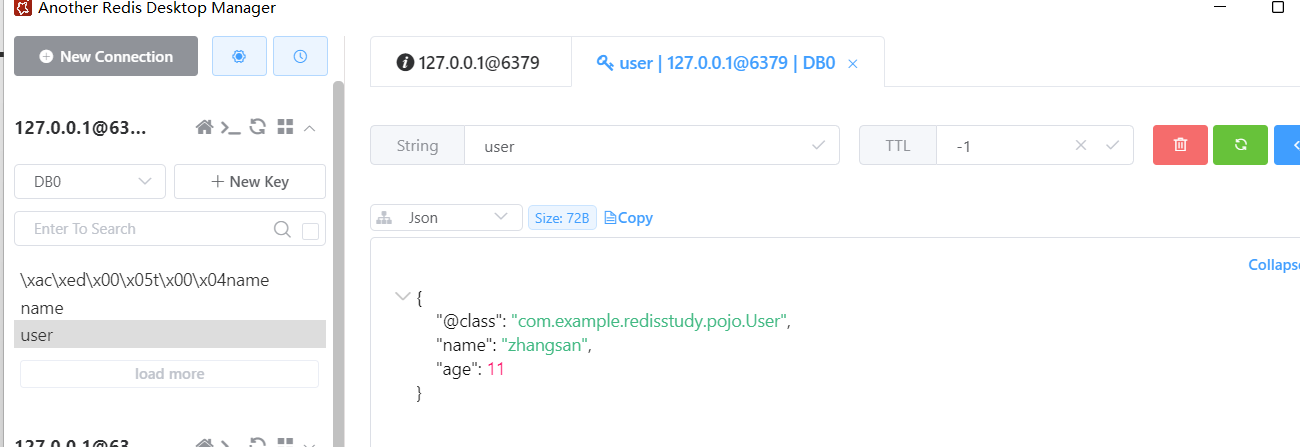 Another Redis Desktop Manager
New Connection
127.0.0.1@6379
user | 127.0.0.1@6379 | DB0
127.0.0.1@63...
String
user
TTL
-1
DB0
New Key
Enter To Search
Json
Size: 72B
Copy
Collaps
\xac\xed\x00\x05t\x00\x04name
name
user
load more
{
"@class": "com.example.redisstudy.pojo.User",
"name": "zhangsan",
"age": 11
}
127.0.0.1@63